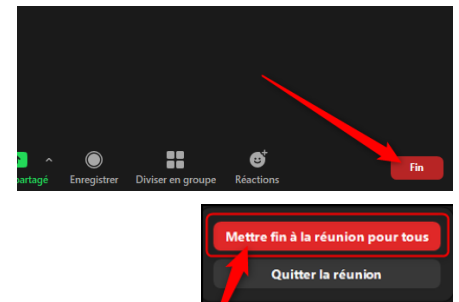 Fin
partagé Enregistrer Diviser en groupe Réactions
Mettre fin à la réunion pour tous
Quitter la réunion